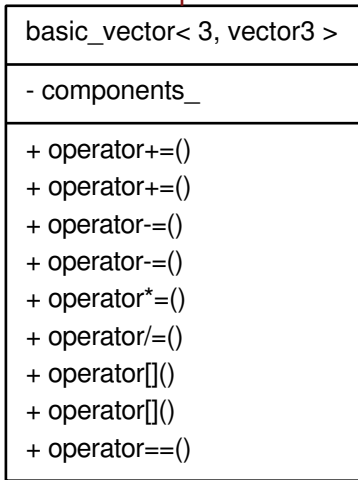 basic_vector< 3, vector3 >
- components_
+ operator+=()
+ operator+=()
+ operator-=()
+ operator-=()
+ operator*=()
+ operator/=()
+ operator[]()
+ operator[]()
+ operator==()